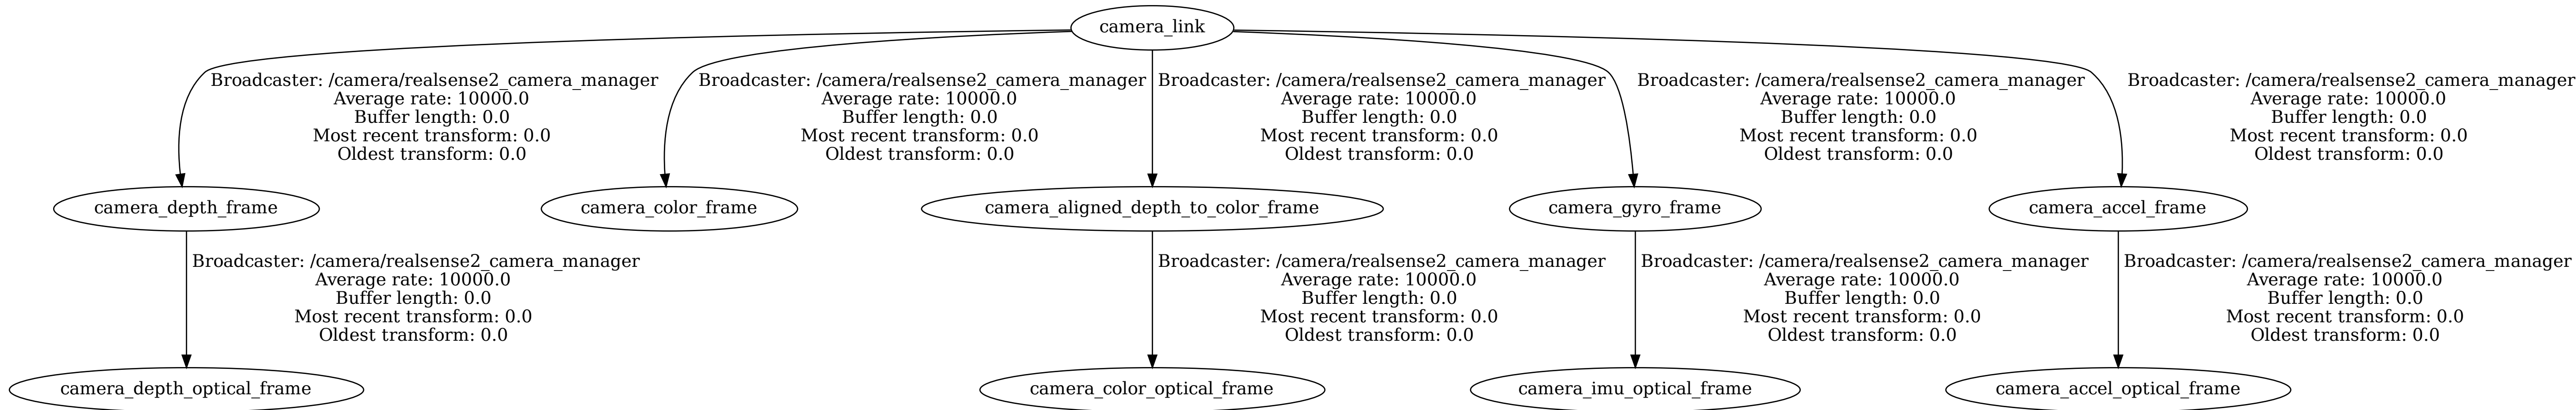 camera_link
Broadcaster: /camera/realsense2_camera_manager
Average rate: 10000.0
Buffer length: 0.0
Most recent transform: 0.0
Oldest transform: 0.0
Broadcaster: /camera/realsense2_camera_manager
Average rate: 10000.0
Buffer length: 0.0
Most recent transform: 0.0
Oldest transform: 0.0
Broadcaster: /camera/realsense2_camera_manager
Average rate: 10000.0
Buffer length: 0.0
Most recent transform: 0.0
Oldest transform: 0.0
Broadcaster: /camera/realsense2_camera_manager
Average rate: 10000.0
Buffer length: 0.0
Most recent transform: 0.0
Oldest transform: 0.0
Broadcaster: /camera/realsense2_camera_manager
Average rate: 10000.0
Buffer length: 0.0
Most recent transform: 0.0
Oldest transform: 0.0
camera_depth_frame
camera_color_frame
camera_aligned_depth_to_color_frame
camera_gyro_frame
camera_accel_frame
Broadcaster: /camera/realsense2_camera_manager
Average rate: 10000.0
Buffer length: 0.0
Most recent transform: 0.0
Oldest transform: 0.0
Broadcaster: /camera/realsense2_camera_manager
Average rate: 10000.0
Buffer length: 0.0
Most recent transform: 0.0
Oldest transform: 0.0
Broadcaster: /camera/realsense2_camera_manager
Average rate: 10000.0
Buffer length: 0.0
Most recent transform: 0.0
Oldest transform: 0.0
Broadcaster: /camera/realsense2_camera_manager
Average rate: 10000.0
Buffer length: 0.0
Most recent transform: 0.0
Oldest transform: 0.0
camera_depth_optical_frame
camera_color_optical_frame
camera_imu_optical_frame
camera_accel_optical_frame